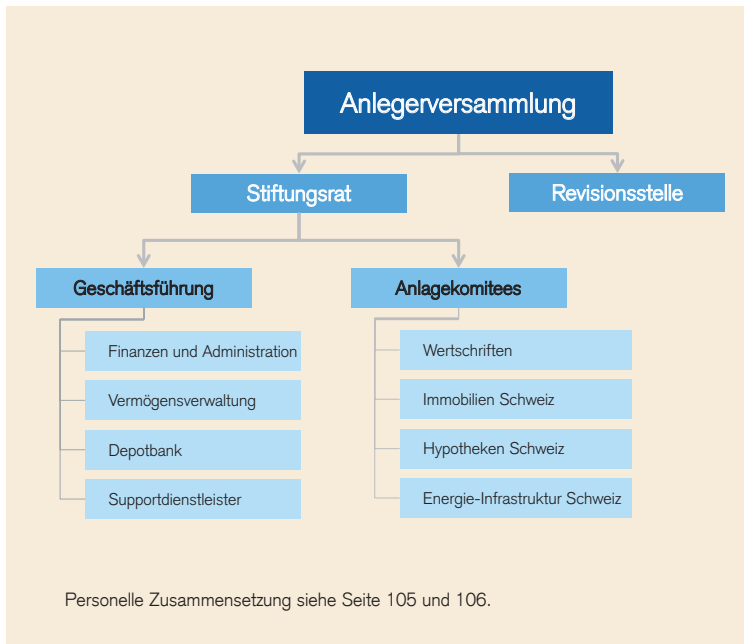 Anlegerversammlung
Stiftungsrat
Revisionsstelle
Geschäftsführung
Anlagekomitees
Finanzen und Administration
Vermögensverwaltung
Depotbank
Supportdienstleister
Wertschriften
Immobilien Schweiz
Hypotheken Schweiz
Energie-Infrastruktur Schweiz
Personelle Zusammensetzung siehe Seite 105 und 106.